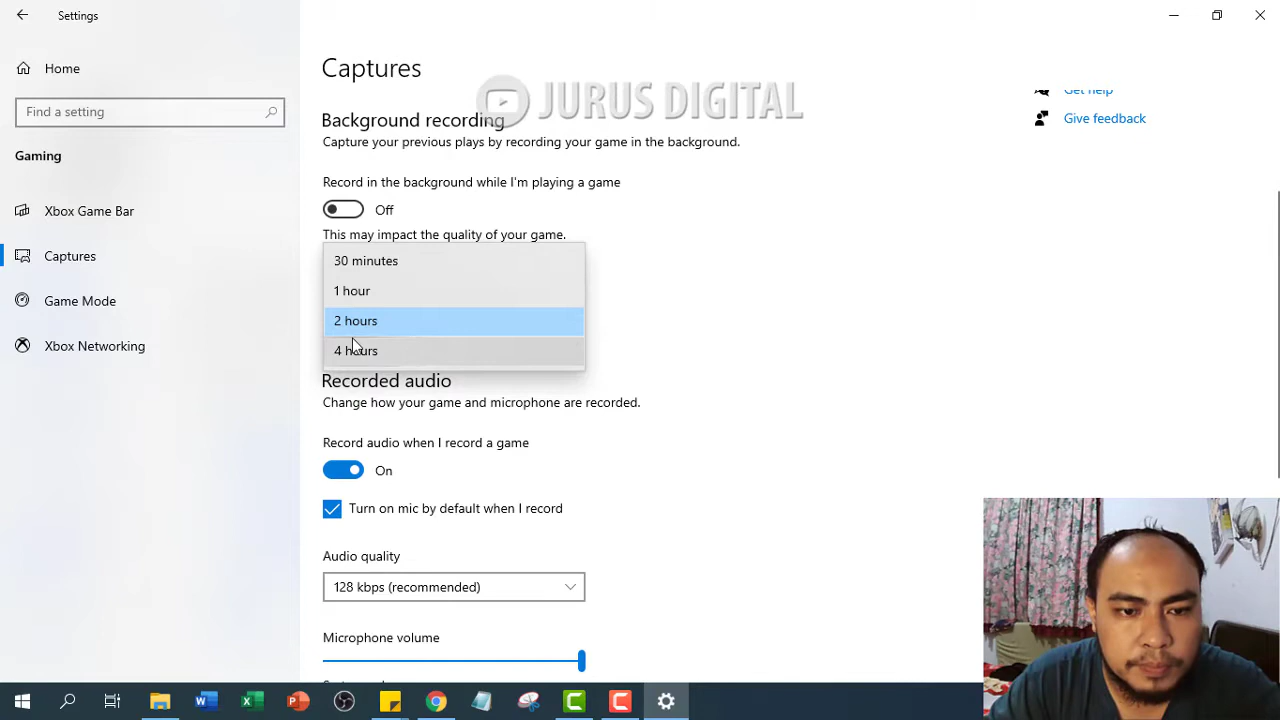 Settings
Home
Find a setting
Gaming
Xbox Game Bar
Captures
Game Mode
Xbox Networking
Captures
JURUS DIGITAL
Background recording
Capture your previous plays by recording your game in the background.
Record in the background while I'm playing a game
Off
This may impact the quality of your game.
30 minutes
1 hour
2 hours
4 hours
Recorded audio
Change how your game and microphone are recorded.
Record audio when I record a game
On
Turn on mic by default when I record
Audio quality
128 kbps (recommended)
Microphone volume
Get help
Give feedback